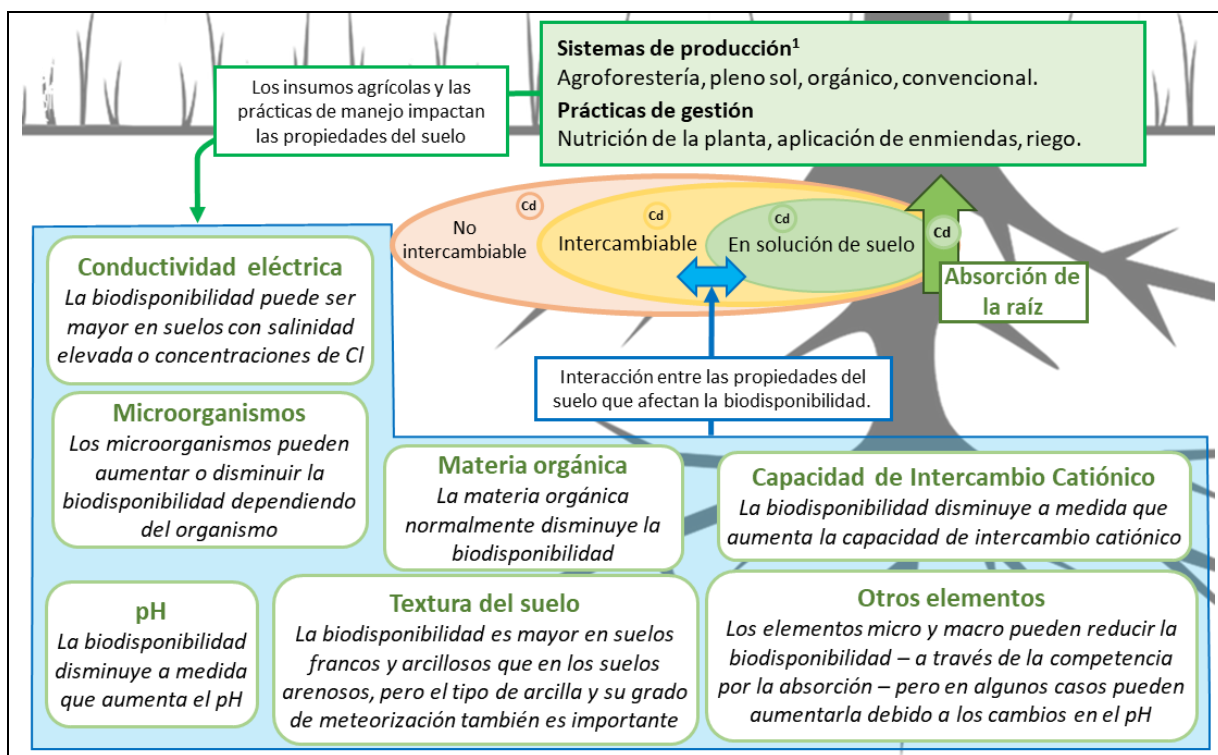 Sistemas de producción¹
Agroforestería, pleno sol, orgánico, convencional.
Prácticas de gestión
Nutrición de la planta, aplicación de enmiendas, riego.
Los insumos agrícolas y las
prácticas de manejo impactan
las propiedades del suelo
Cd
No
intercambiable
Cd
Intercambiable
Cd
En solución de suelo
Cd
Absorción de
la raíz
Interacción entre las propiedades del
suelo que afectan la biodisponibilidad.
Conductividad eléctrica
La biodisponibilidad puede ser
mayor en suelos con salinidad
elevada o concentraciones de Cl
Microorganismos
Los microorganismos pueden
aumentar o disminuir la
biodisponibilidad dependiendo
del organismo
Materia orgánica
La materia orgánica
normalmente disminuye la
biodisponibilidad
Capacidad de Intercambio Catiónico
La biodisponibilidad disminuye a medida que
aumenta la capacidad de intercambio catiónico
pH
La biodisponibilidad
disminuye a medida
que aumenta el pH
Textura del suelo
La biodisponibilidad es mayor en suelos
francos y arcillosos que en los suelos
arenosos, pero el tipo de arcilla y su grado
de meteorización también es importante
Otros elementos
Los elementos micro y macro pueden reducir la
biodisponibilidad – a través de la competencia
por la absorción – pero en algunos casos pueden
aumentarla debido a los cambios en el pH